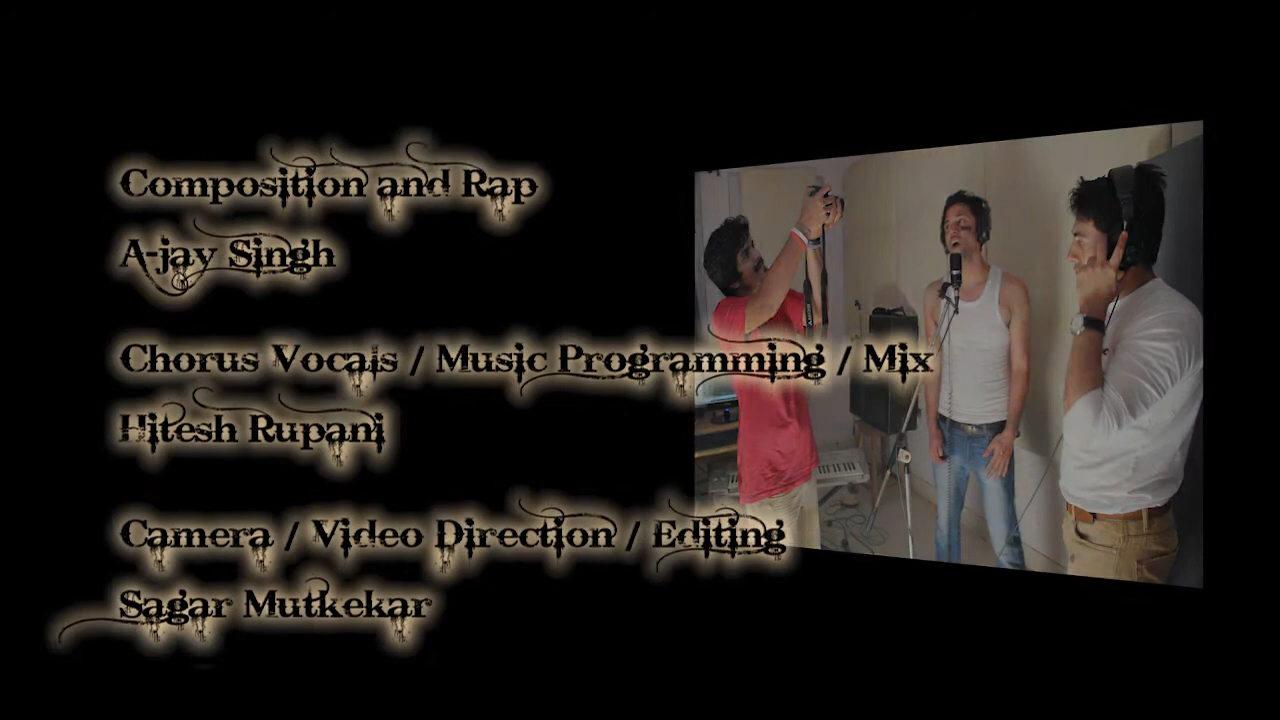 Composition and Rap
A-jay Singh
Chorus Vocals / Music Programming / Mix
Hitesh Rupani
Camera / Video Direction / Editing
Sagar Mutkekar